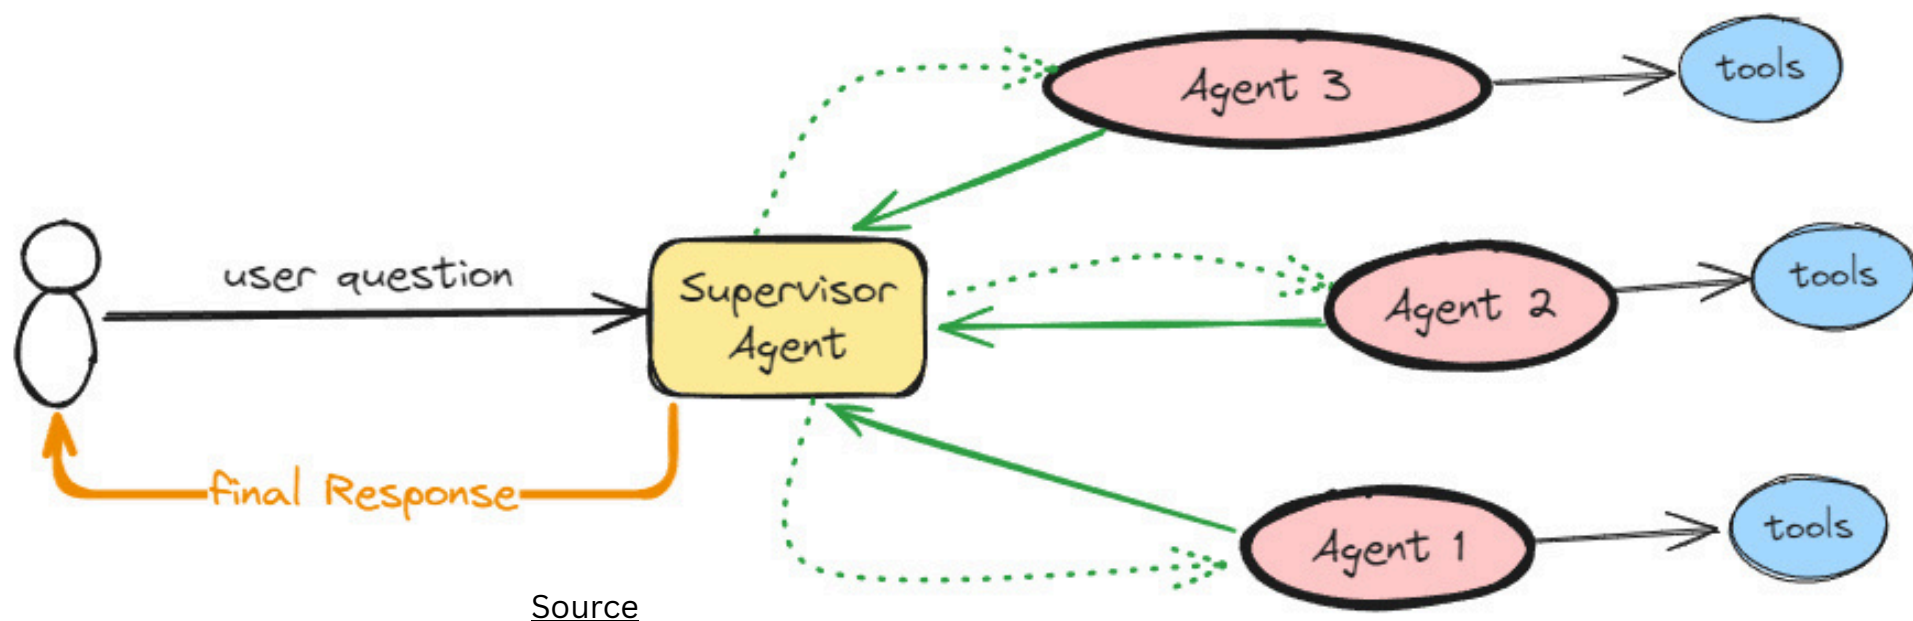 Agent 3
tools
user question
Supervisor
Agent
Agent 2
tools
final Response
Agent 1
tools
Source